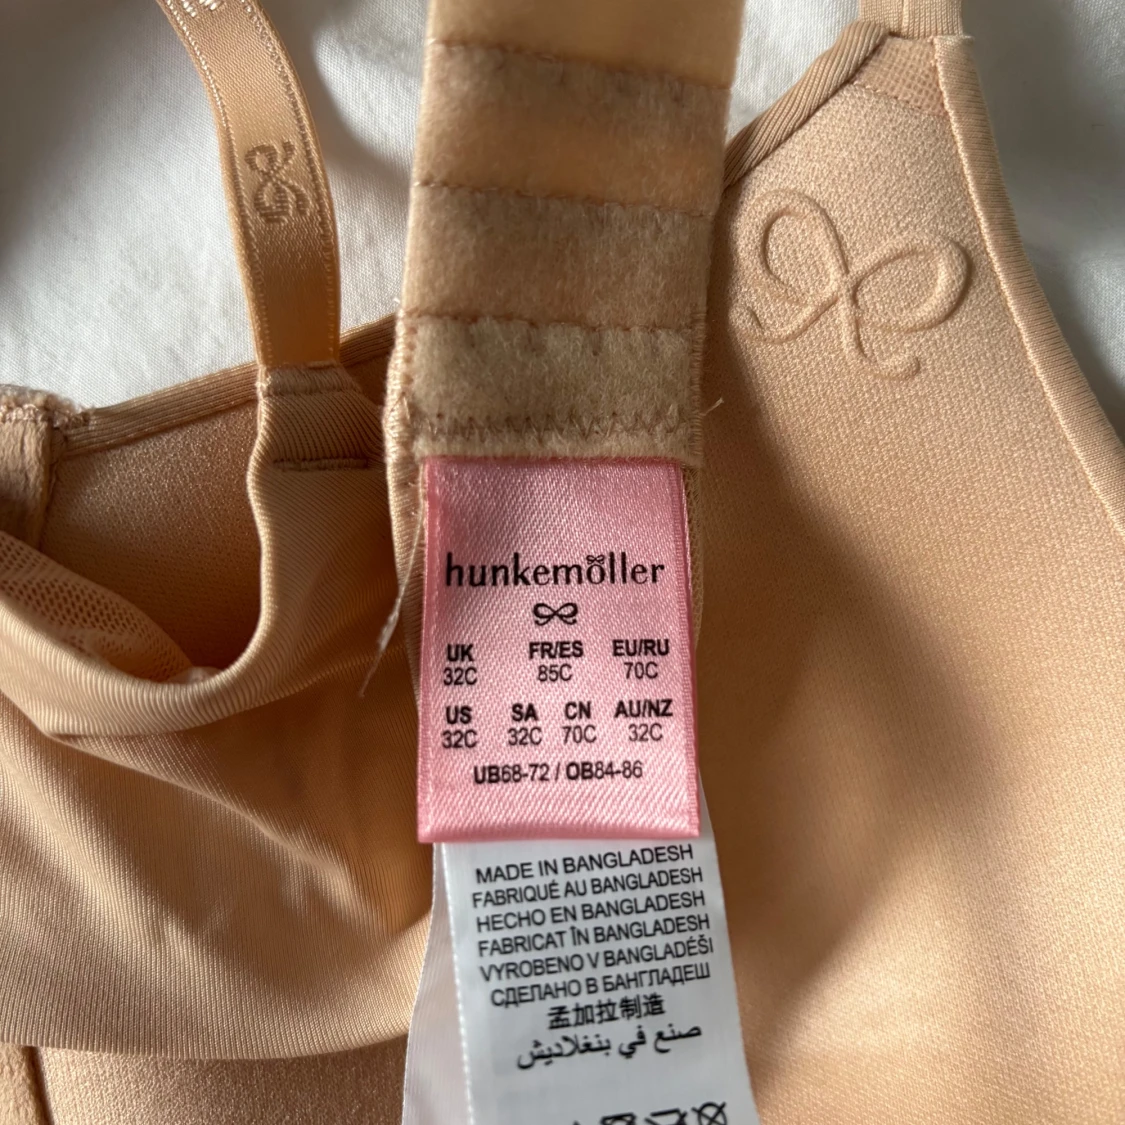 hunkemöller
UK FR/ES EU/RU
32C 85C 70C
US SA CN AU/NZ
32C 32C 70C 32C
UB68-72 / OB84-86
MADE IN BANGLADESH
FABRIQUÉ AU BANGLADESH
HECHO EN BANGLADESH
FABRICAT ÎN BANGLADESH
VYROBENO V BANGLADÉŠI
СДЕЛАНО В БАНГЛАДЕШ
孟加拉制造
صنع في بنغلاديش